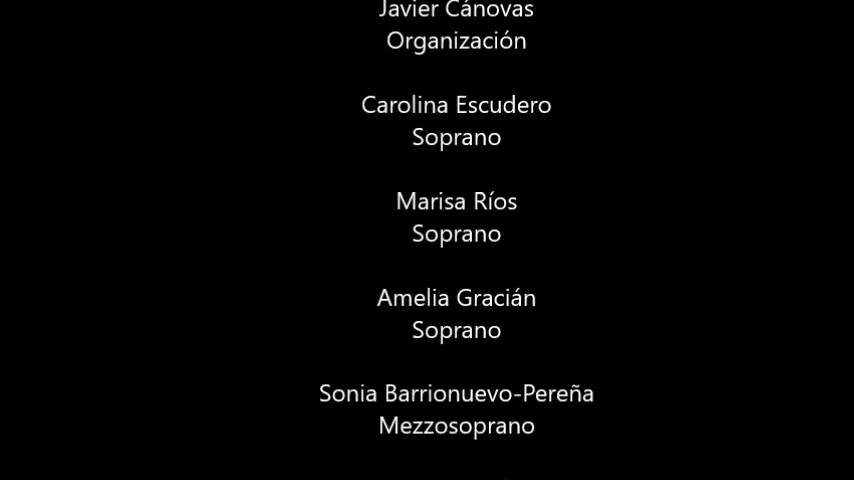 Javier Cánovas
Organización
Carolina Escudero
Soprano
Marisa Ríos
Soprano
Amelia Gracián
Soprano
Sonia Barrionuevo-Pereña
Mezzosoprano